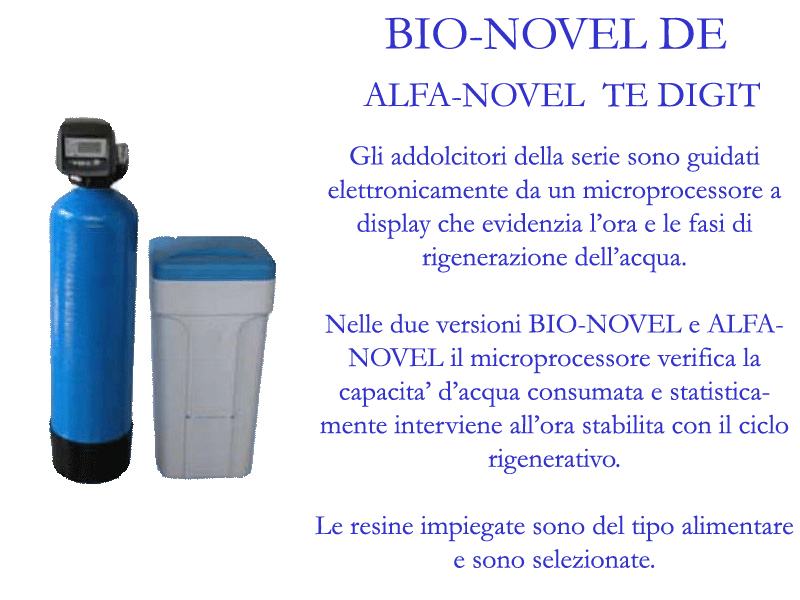 BIO-NOVEL DE
ALFA-NOVEL TE DIGIT
Gli addolcitori della serie sono guidati
elettronicamente da un microprocessore a
display che evidenzia l’ora e le fasi di
rigenerazione dell’acqua.
Nelle due versioni BIO-NOVEL e ALFA-
NOVEL il microprocessore verifica la
capacita’ d’acqua consumata e statistica-
mente interviene all’ora stabilita con il ciclo
rigenerativo.
Le resine impiegate sono del tipo alimentare
e sono selezionate.